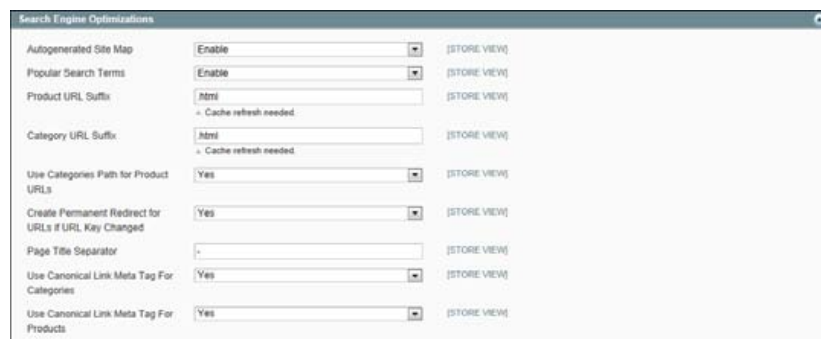 Search Engine Optimizations
Autogenerated Site Map Enable [STORE VIEW]
Popular Search Terms Enable [STORE VIEW]
Product URL Suffix .html [STORE VIEW]
▲ Cache refresh needed.
Category URL Suffix .html [STORE VIEW]
▲ Cache refresh needed.
Use Categories Path for Product Yes [STORE VIEW]
URLs
Create Permanent Redirect for Yes [STORE VIEW]
URLs if URL Key Changed
Page Title Separator - [STORE VIEW]
Use Canonical Link Meta Tag For Yes [STORE VIEW]
Categories
Use Canonical Link Meta Tag For Yes [STORE VIEW]
Products